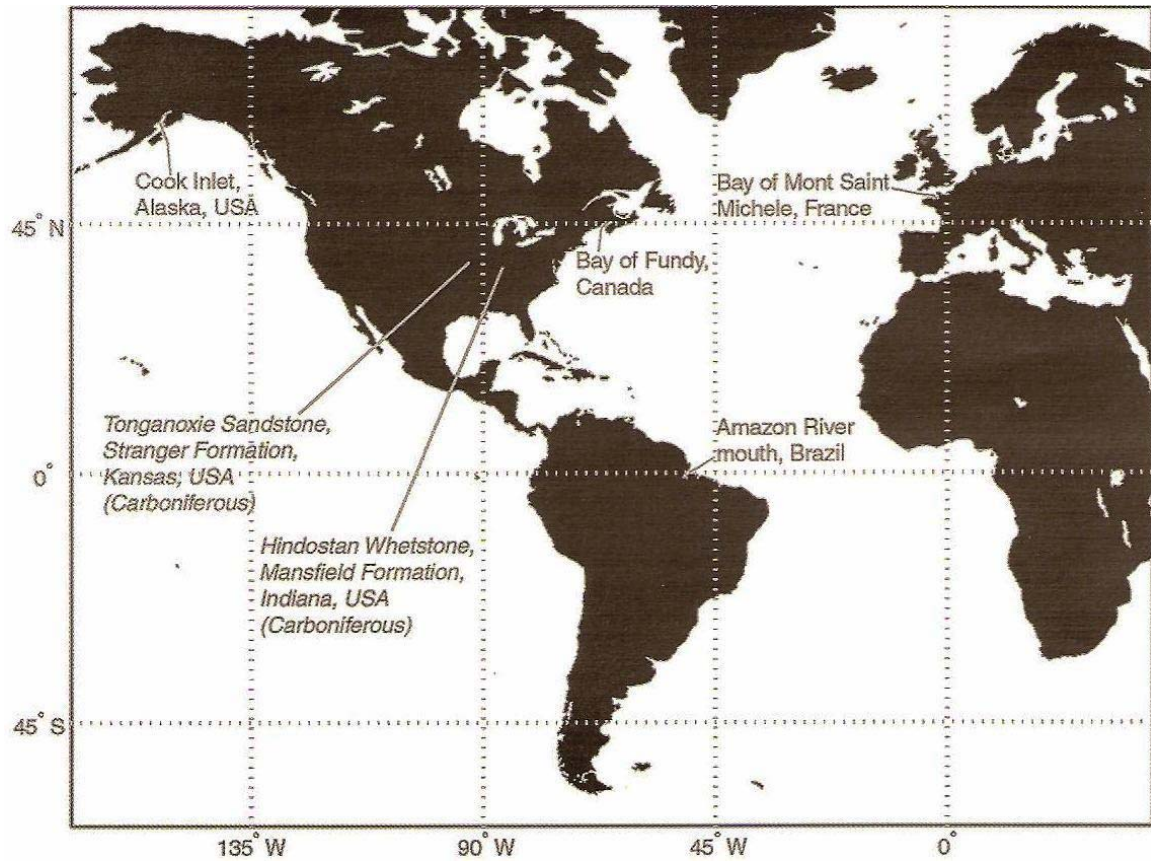 Cook Inlet,
Alaska, USA
Bay of Mont Saint
Michele, France
45° N
Bay of Fundy,
Canada
Tonganoxie Sandstone,
Stranger Formation,
Kansas, USA
(Carboniferous)
Amazon River
mouth, Brazil
0°
Hindostan Whetstone,
Mansfield Formation,
Indiana, USA
(Carboniferous)
45° S
135° W
90° W
45° W
0°